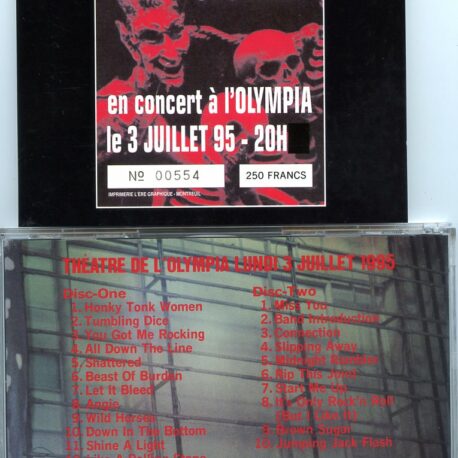 en concert à l'OLYMPIA
le 3 JUILLET 95 - 20H
Nº 00554
250 FRANCS
IMPRIMERIE L'ERE GRAPHIQUE - MONTREUIL
THEATRE DE L'OLYMPIA LUNDI 3 JUILLET 1995
Disc-One
1. Honky Tonk Women
2. Tumbling Dice
3. You Got Me Rocking
4. All Down The Line
5. Shattered
6. Beast Of Burden
7. Let It Bleed
8. Angie
9. Wild Horses
10. Down In The Bottom
11. Shine A Light
Disc-Two
1. Miss You
2. Band Introduction
3. Connection
4. Slipping Away
5. Midnight Rambler
6. Rip This Joint
7. Start Me Up
8. It's Only Rock'n Roll
(But I Like It)
9. Brown Sugar
10. Jumping Jack Flash